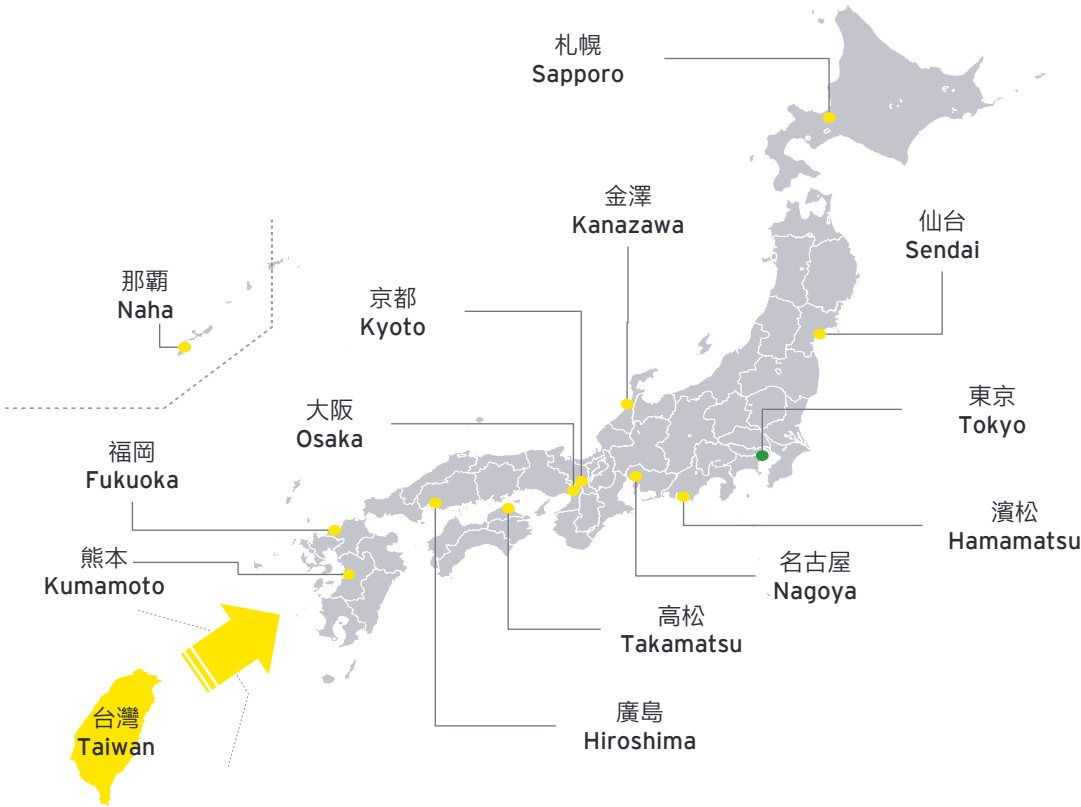 札幌
Sapporo
金澤
Kanazawa
仙台
Sendai
那霸
Naha
京都
Kyoto
東京
Tokyo
大阪
Osaka
福岡
Fukuoka
濱松
Hamamatsu
熊本
Kumamoto
名古屋
Nagoya
高松
Takamatsu
廣島
Hiroshima
台灣
Taiwan